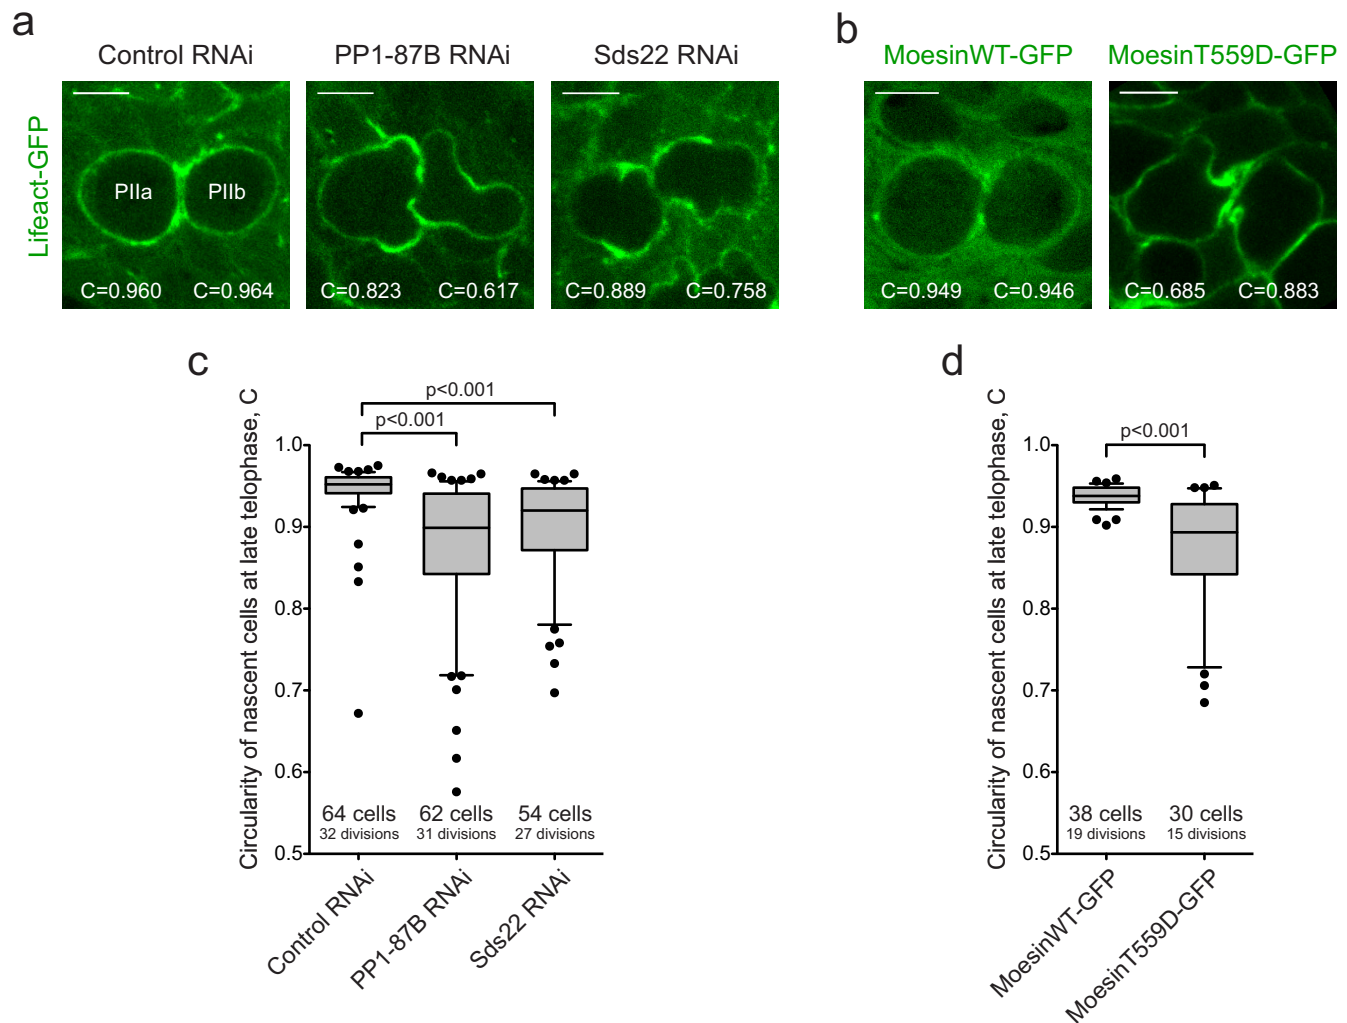 a
Control RNAi
PP1-87B RNAi
Sds22 RNAi
Lifeact-GFP
PIIa
PIIb
C=0.960
C=0.964
C=0.823
C=0.617
C=0.889
C=0.758
b
MoesinWT-GFP
MoesinT559D-GFP
C=0.949
C=0.946
C=0.685
C=0.883
c
Circularity of nascent cells at late telophase, C
p<0.001
p<0.001
1.0
0.9
0.8
0.7
0.6
0.5
64 cells
32 divisions
62 cells
31 divisions
54 cells
27 divisions
Control RNAi
PP1-87B RNAi
Sds22 RNAi
d
Circularity of nascent cells at late telophase, C
p<0.001
1.0
0.9
0.8
0.7
0.6
0.5
38 cells
19 divisions
30 cells
15 divisions
MoesinWT-GFP
MoesinT559D-GFP